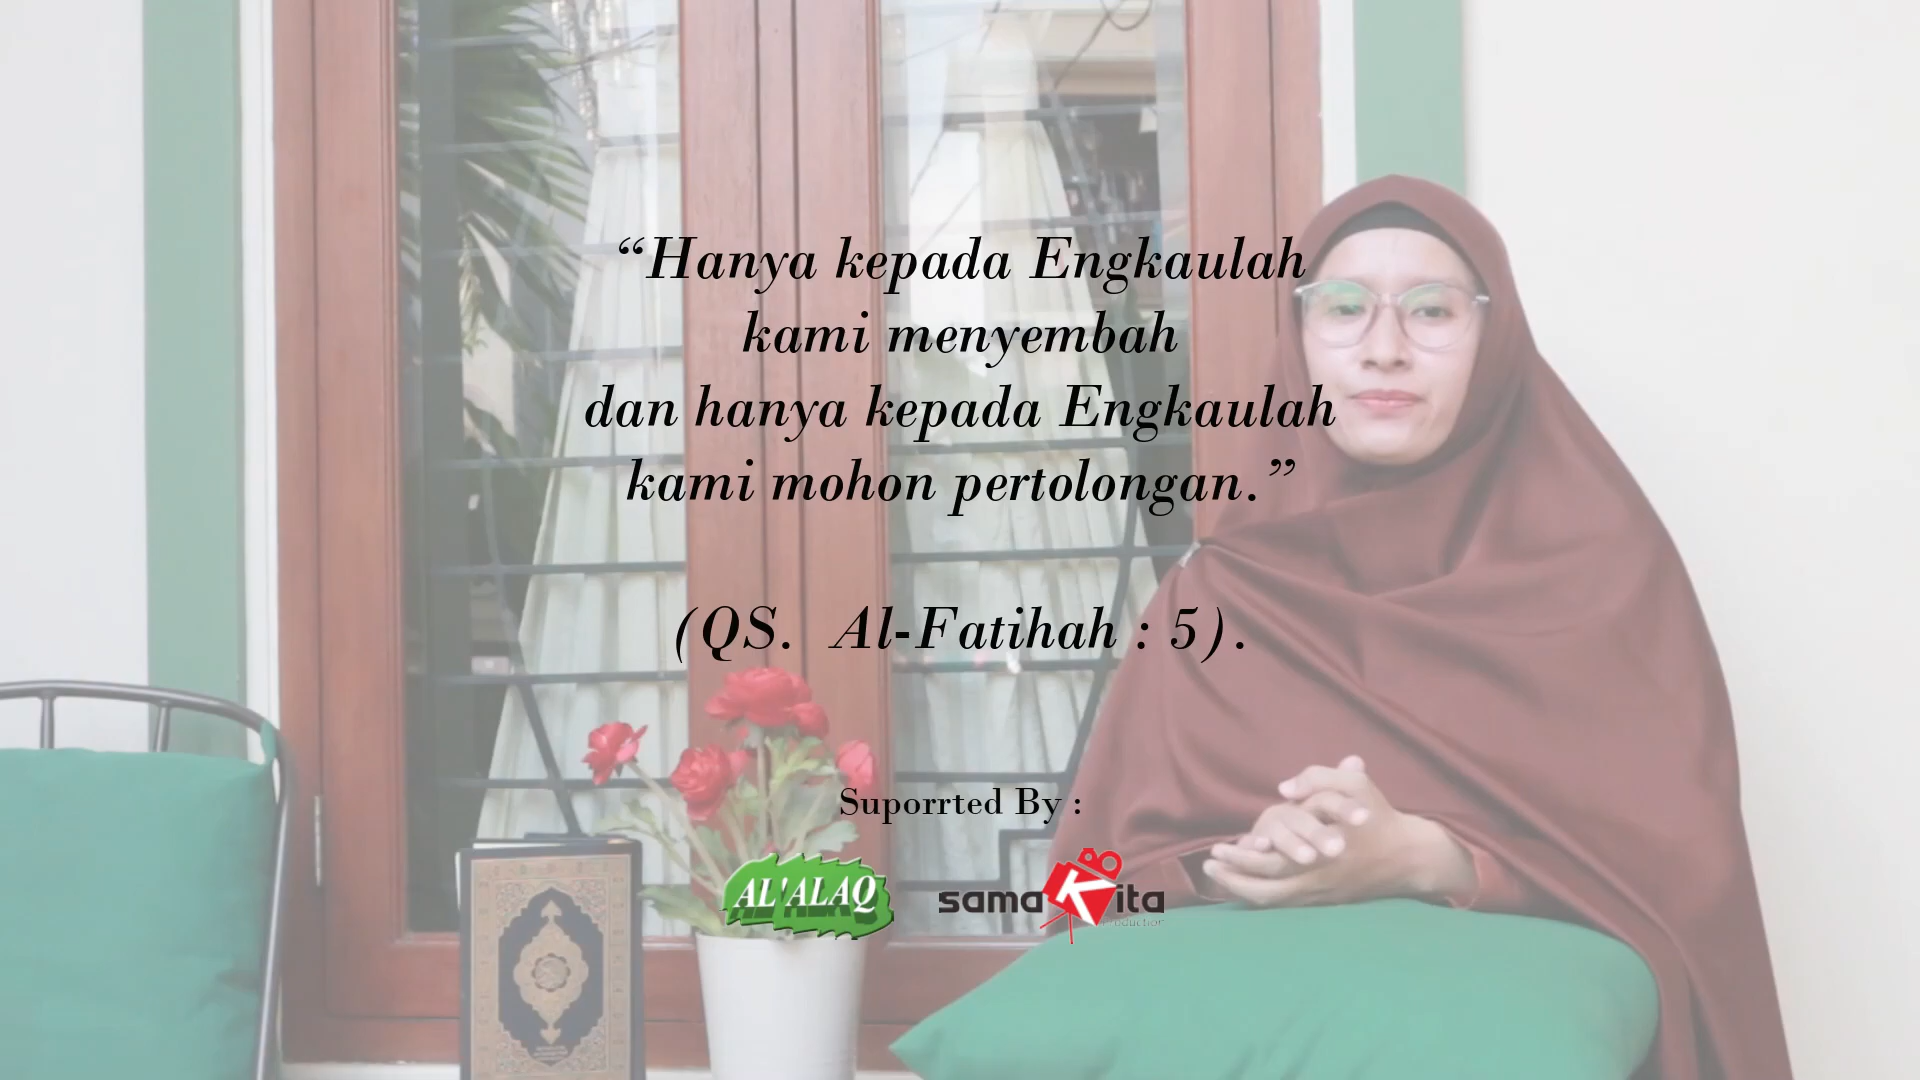 “Hanya kepada Engkaulah
kami menyembah
dan hanya kepada Engkaulah
kami mohon pertolongan.”
(QS. Al-Fatihah : 5).
Suporrted By :
AL'ALAQ
samaKita